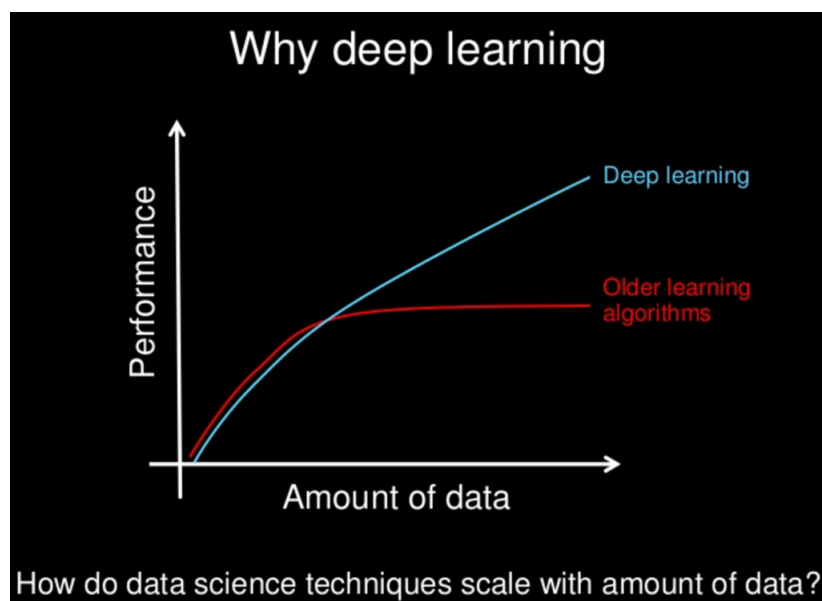 Why deep learning
Performance
Deep learning
Older learning
algorithms
Amount of data
How do data science techniques scale with amount of data?